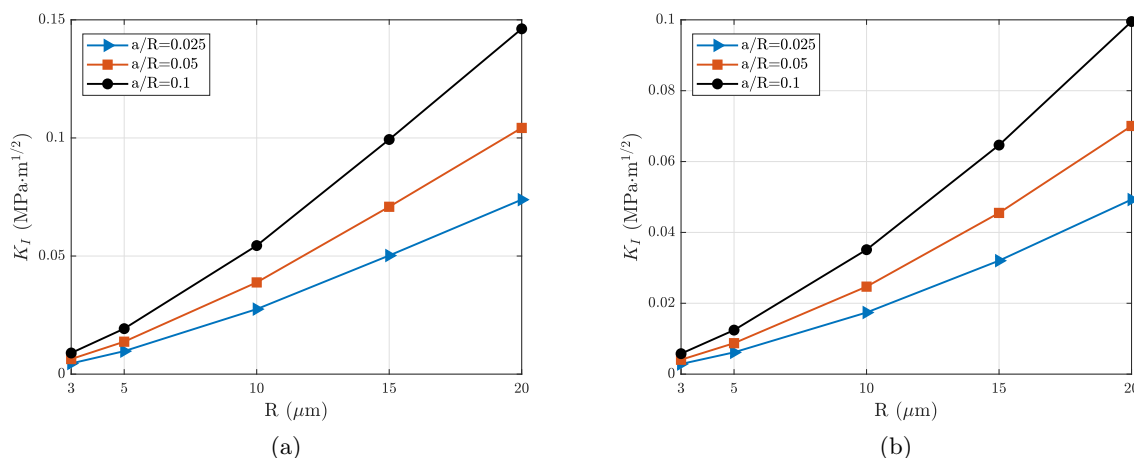 0.15
0.1
0.05
0
K_I (MPa·m^{1/2})
a/R=0.025
a/R=0.05
a/R=0.1
3 5 10 15 20
R (μm)
(a)
0.1
0.08
0.06
0.04
0.02
0
K_I (MPa·m^{1/2})
a/R=0.025
a/R=0.05
a/R=0.1
3 5 10 15 20
R (μm)
(b)